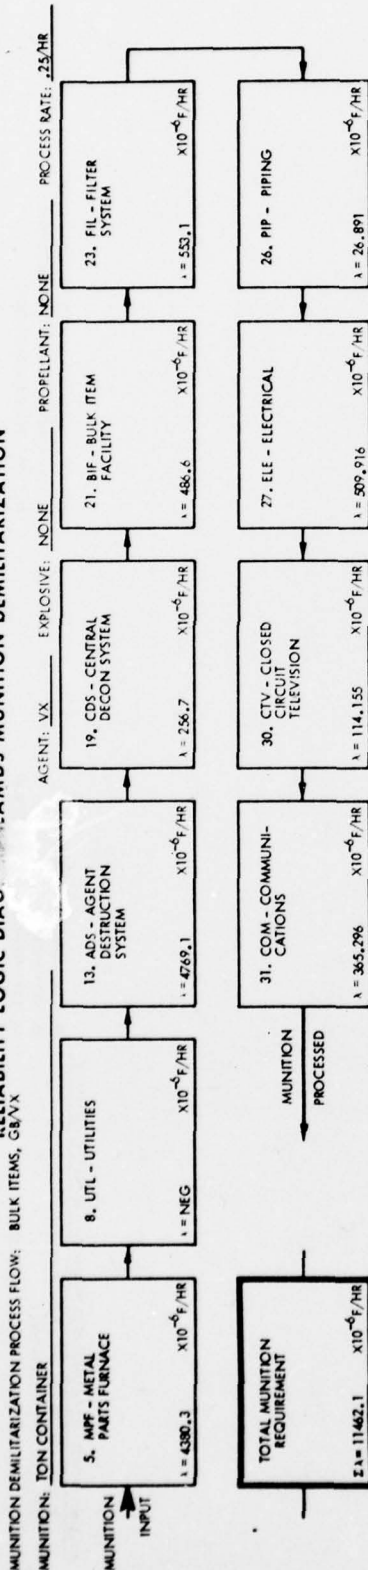 RELIABILITY LOGIC
MUNITION DEMILITARIZATION
MUNITION DEMILITARIZATION PROCESS FLOW: BULK ITEMS, GB/VX
MUNITION: TON CONTAINER AGENT: VX EXPLOSIVE: NONE PROPELLANT: NONE PROCESS RATE: .25/HR
MUNITION
INPUT
5. MPF - METAL
PARTS FURNACE
λ = 4380.3 X10⁻⁶F/HR
8. UTL - UTILITIES
λ = NEG X10⁻⁶F/HR
13. ADS - AGENT
DESTRUCTION
SYSTEM
λ = 4769.1 X10⁻⁶F/HR
19. CDS - CENTRAL
DECON SYSTEM
λ = 256.7 X10⁻⁶F/HR
21. BIF - BULK ITEM
FACILITY
λ = 486.6 X10⁻⁶F/HR
23. FIL - FILTER
SYSTEM
λ = 553.1 X10⁻⁶F/HR
26. PIP - PIPING
λ = 26.891 X10⁻⁶F/HR
27. ELE - ELECTRICAL
λ = 509.916 X10⁻⁶F/HR
30. CTV - CLOSED
CIRCUIT
TELEVISION
λ = 114.155 X10⁻⁶F/HR
31. COM - COMMUNI-
CATIONS
λ = 365.296 X10⁻⁶F/HR
MUNITION
PROCESSED
TOTAL MUNITION
REQUIREMENT
Σλ = 11462.1 X10⁻⁶F/HR